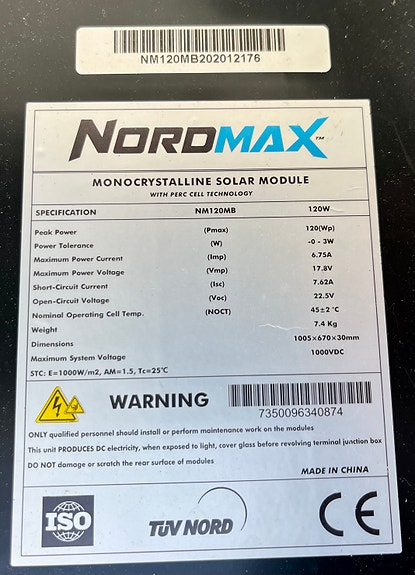 NM120MB202012176
NORDMAX™
MONOCRYSTALLINE SOLAR MODULE
WITH PERC CELL TECHNOLOGY
SPECIFICATION NM120MB 120W
Peak Power (Pmax) 120(Wp)
Power Tolerance (W) -0 - 3W
Maximum Power Current (Imp) 6.75A
Maximum Power Voltage (Vmp) 17.8V
Short-Circuit Current (Isc) 7.62A
Open-Circuit Voltage (Voc) 22.5V
Nominal Operating Cell Temp. (NOCT) 45±2 °C
Weight 7.4 Kg
Dimensions 1005×670×30mm
Maximum System Voltage 1000VDC
STC: E=1000W/m2, AM=1.5, Tc=25°C
WARNING
7350096340874
ONLY qualified personnel should install or perform maintenance work on the modules
This unit PRODUCES DC electricity, when exposed to light, cover glass before revolving terminal junction box
DO NOT damage or scratch the rear surface of modules
MADE IN CHINA
ISO
TÜV NORD
CE